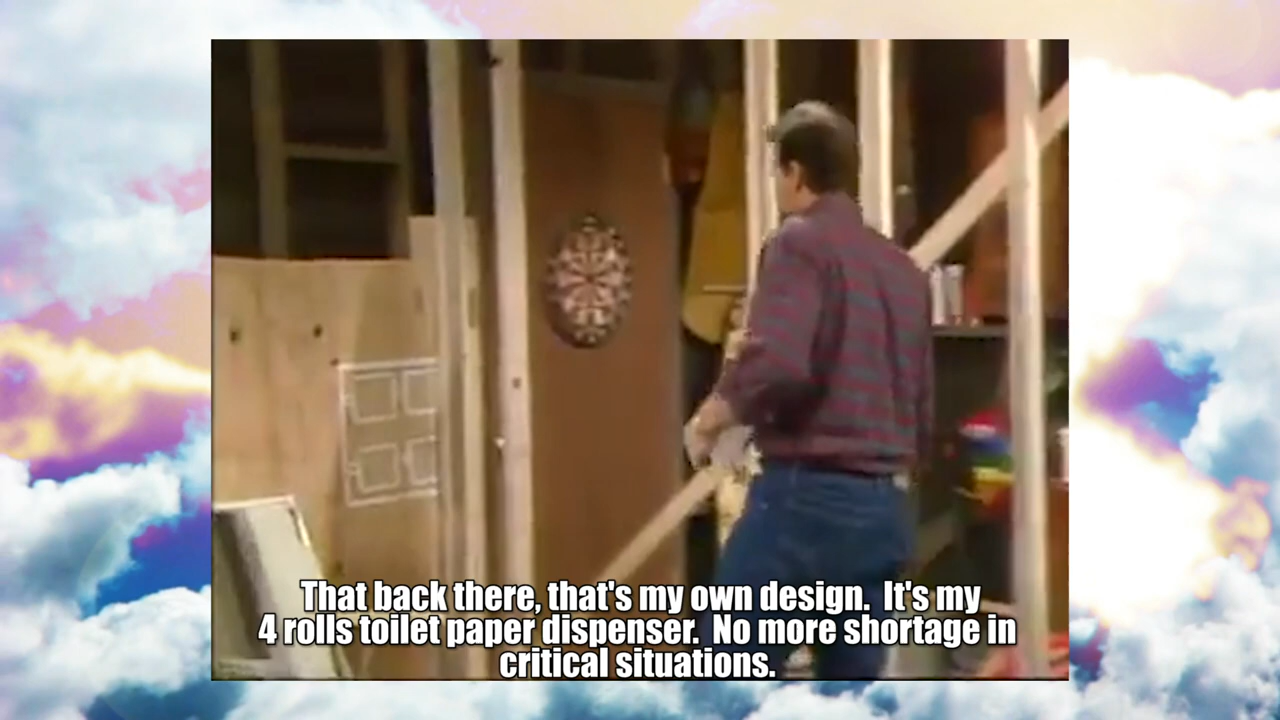 That back there, that's my own design.  It's my
4 rolls toilet paper dispenser.  No more shortage in
critical situations.